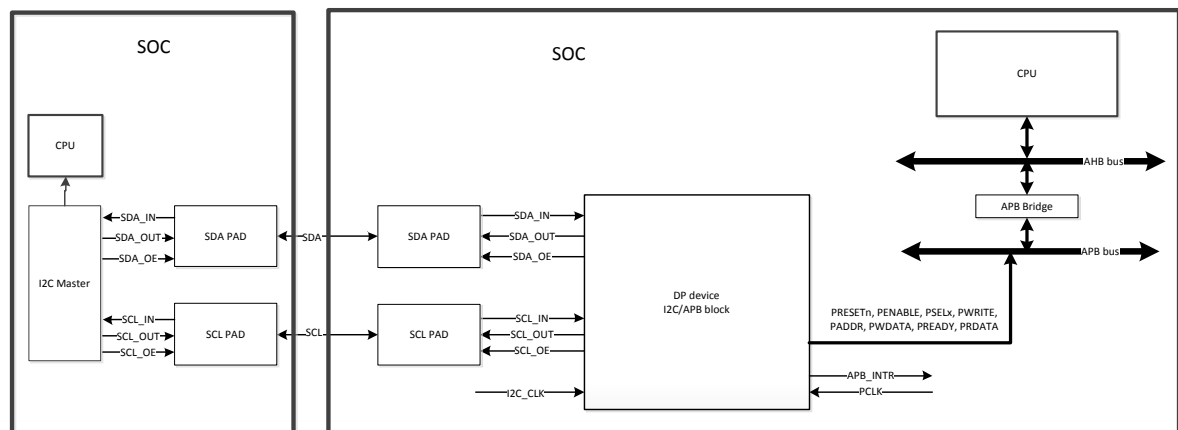 SOC
CPU
I2C Master
SDA_IN
SDA_OUT
SDA_OE
SCL_IN
SCL_OUT
SCL_OE
SDA PAD
SCL PAD
SDA
SCL
SOC
SDA PAD
SCL PAD
SDA_IN
SDA_OUT
SDA_OE
SCL_IN
SCL_OUT
SCL_OE
I2C_CLK
DP device
I2C/APB block
CPU
AHB bus
APB Bridge
APB bus
PRESETn, PENABLE, PSELx, PWRITE,
PADDR, PWDATA, PREADY, PRDATA
APB_INTR
PCLK